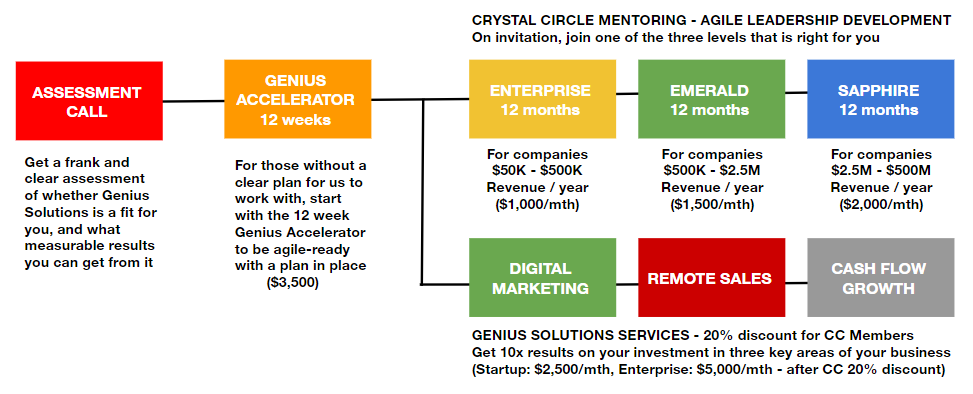 CRYSTAL CIRCLE MENTORING - AGILE LEADERSHIP DEVELOPMENT
On invitation, join one of the three levels that is right for you
ASSESSMENT
CALL
Get a frank and
clear assessment
of whether Genius
Solutions is a fit for
you, and what
measurable results
you can get from it
GENIUS
ACCELERATOR
12 weeks
For those without a
clear plan for us to
work with, start
with the 12 week
Genius Accelerator
to be agile-ready
with a plan in place
($3,500)
ENTERPRISE
12 months
For companies
$50K - $500K
Revenue / year
($1,000/mth)
EMERALD
12 months
For companies
$500K - $2.5M
Revenue / year
($1,500/mth)
SAPPHIRE
12 months
For companies
$2.5M - $500M
Revenue / year
($2,000/mth)
DIGITAL
MARKETING
REMOTE SALES
CASH FLOW
GROWTH
GENIUS SOLUTIONS SERVICES - 20% discount for CC Members
Get 10x results on your investment in three key areas of your business
(Startup: $2,500/mth, Enterprise: $5,000/mth - after CC 20% discount)